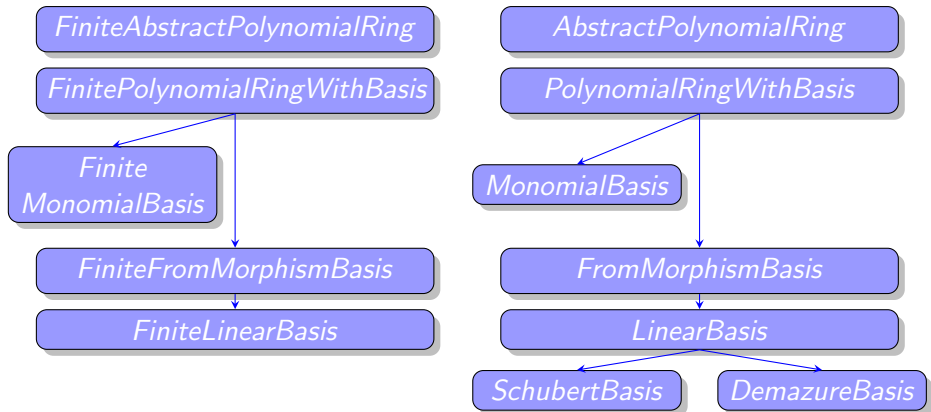 FiniteAbstractPolynomialRing
AbstractPolynomialRing
FinitePolynomialRingWithBasis
PolynomialRingWithBasis
Finite
MonomialBasis
MonomialBasis
FiniteFromMorphismBasis
FromMorphismBasis
FiniteLinearBasis
LinearBasis
SchubertBasis
DemazureBasis